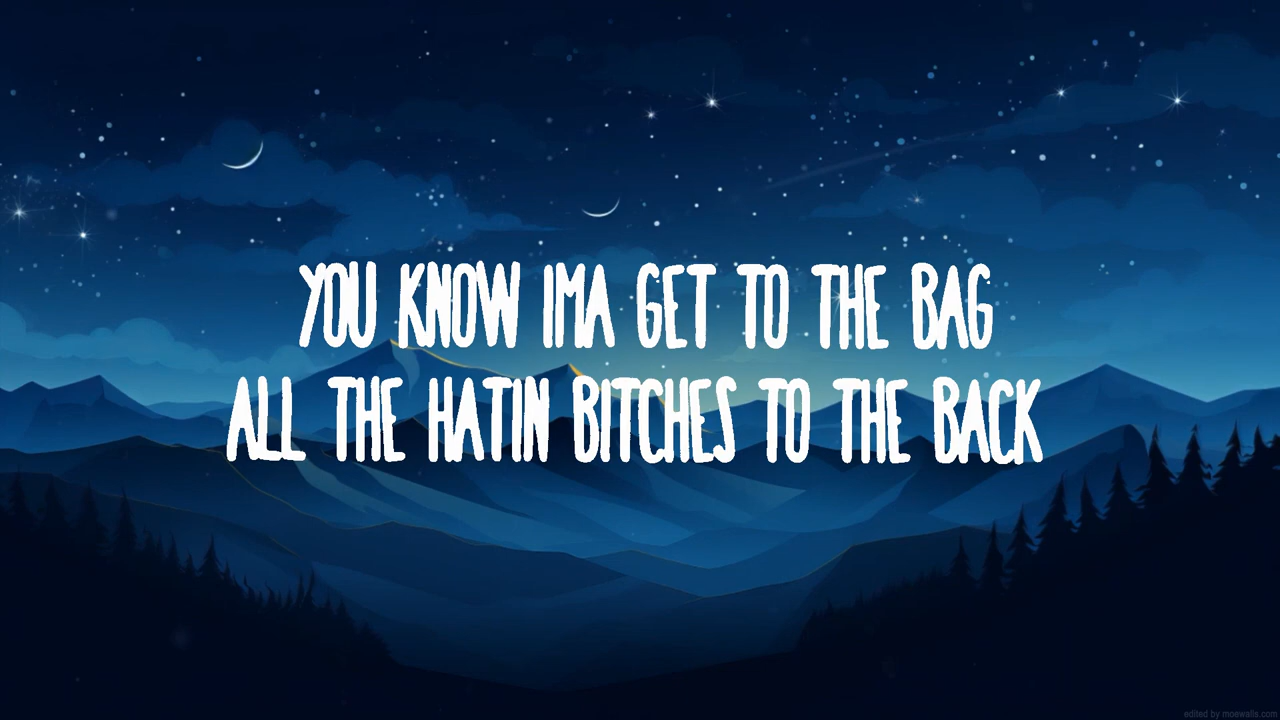 YOU KNOW IMA GET TO THE BAG
ALL THE HATIN BITCHES TO THE BACK
edited by moewalls.com